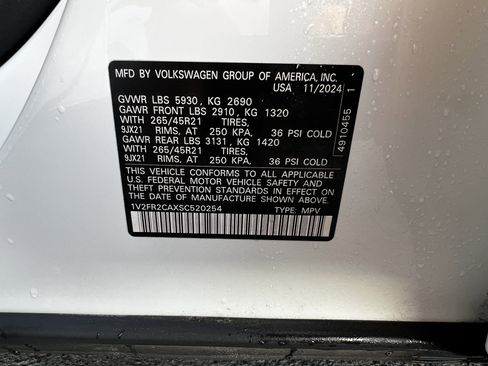 MFD BY VOLKSWAGEN GROUP OF AMERICA, INC.
USA 11/2024
GVWR LBS 5930 , KG 2690
GAWR FRONT LBS 2910 , KG 1320
WITH 265/45R21 TIRES,
9JX21 RIMS, AT 250 KPA, 36 PSI COLD
GAWR REAR LBS 3131 , KG 1420
WITH 265/45R21 TIRES,
9JX21 RIMS, AT 250 KPA, 36 PSI COLD
THIS VEHICLE CONFORMS TO ALL APPLICABLE
U.S. FEDERAL MOTOR VEHICLE SAFETY AND
THEFT PREVENTION STANDARDS IN EFFECT ON
THE DATE OF MANUFACTURE SHOWN ABOVE.
1V2FR2CAXSC520254 TYPE: MPV
4910455 1